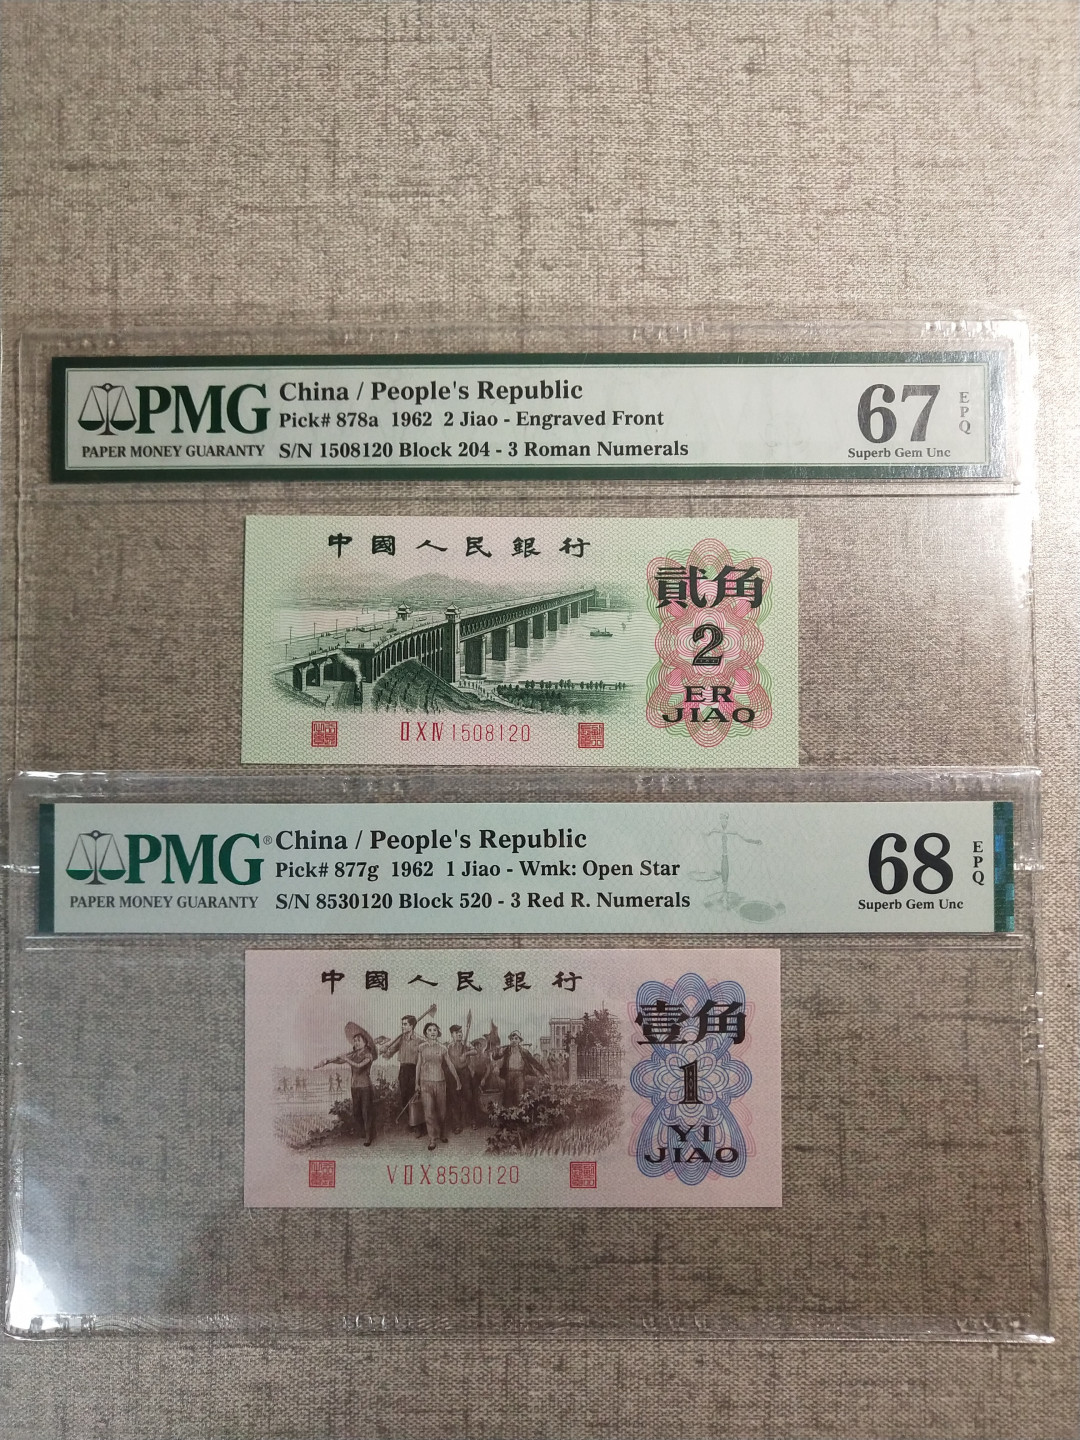 PMG
PAPER MONEY GUARANTY
China / People's Republic
Pick# 878a 1962 2 Jiao - Engraved Front
S/N 1508120 Block 204 - 3 Roman Numerals
67
Superb Gem Unc
EPQ
中國人民銀行
貳角
2
ER
JIAO
ⅡⅩⅣ1508120
PMG®
PAPER MONEY GUARANTY
China / People's Republic
Pick# 877g 1962 1 Jiao - Wmk: Open Star
S/N 8530120 Block 520 - 3 Red R. Numerals
68
Superb Gem Unc
EPQ
中國人民銀行
壹角
1
YI
JIAO
ⅤⅡⅩ8530120